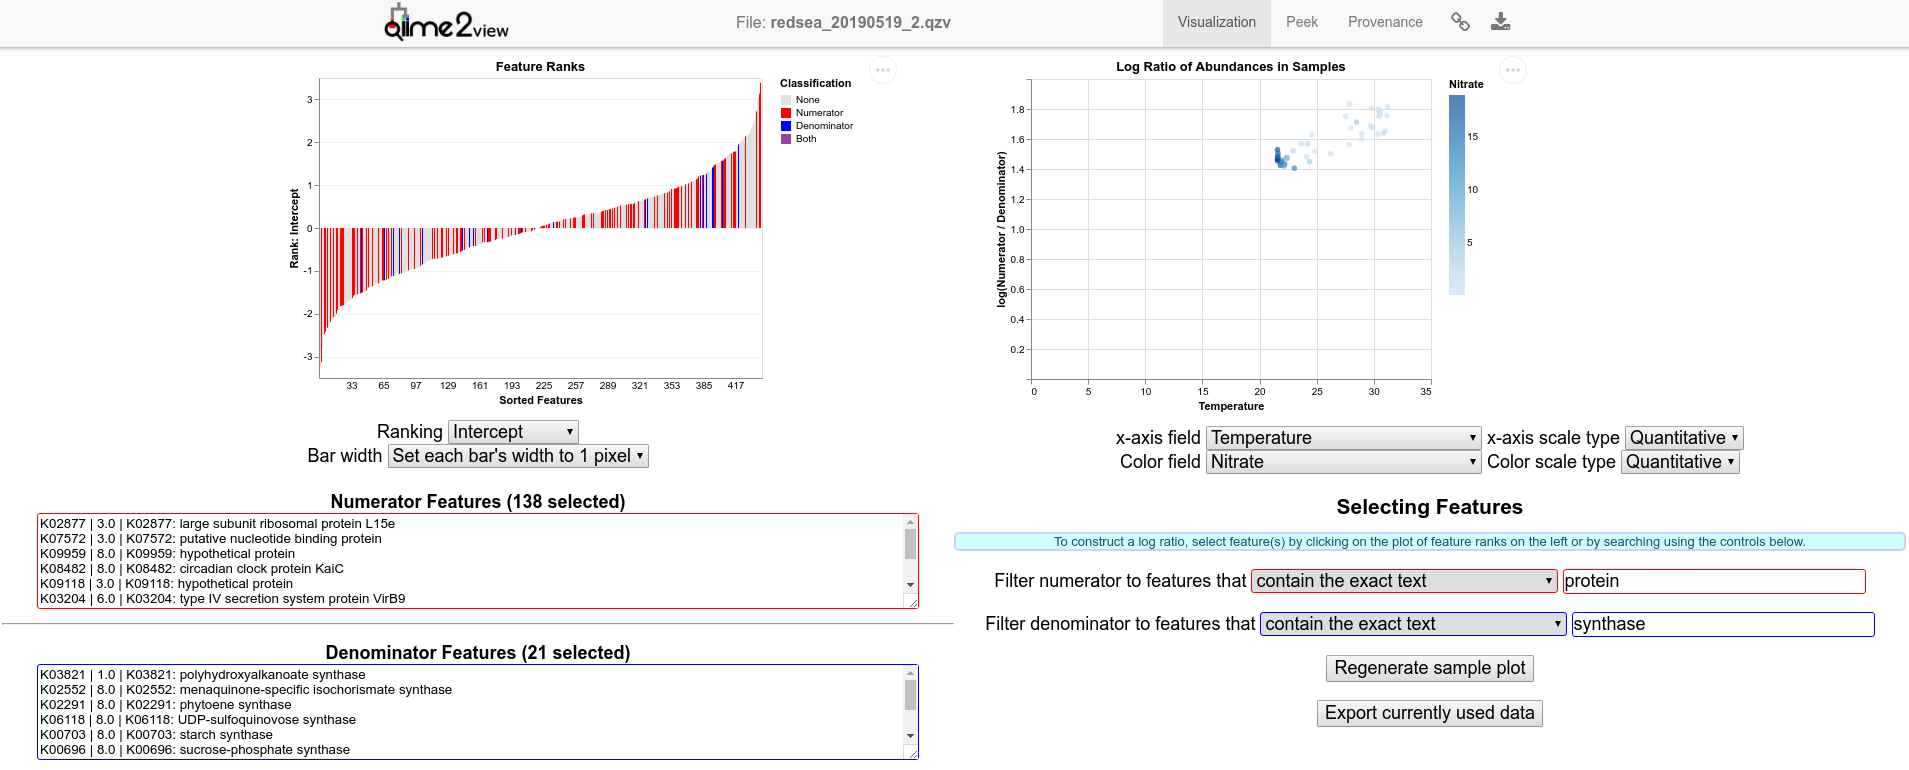 qiime2view
File: redsea_20190519_2.qzv
Visualization
Peek
Provenance
Feature Ranks
Rank: Intercept
3
2
1
0
-1
-2
-3
33 65 97 129 161 193 225 257 289 321 353 385 417
Sorted Features
Classification
None
Numerator
Denominator
Both
Ranking Intercept
Bar width Set each bar's width to 1 pixel
Numerator Features (138 selected)
K02877 | 3.0 | K02877: large subunit ribosomal protein L15e
K07572 | 3.0 | K07572: putative nucleotide binding protein
K09959 | 8.0 | K09959: hypothetical protein
K08482 | 8.0 | K08482: circadian clock protein KaiC
K09118 | 3.0 | K09118: hypothetical protein
K03204 | 6.0 | K03204: type IV secretion system protein VirB9
Denominator Features (21 selected)
K03821 | 1.0 | K03821: polyhydroxyalkanoate synthase
K02552 | 8.0 | K02552: menaquinone-specific isochorismate synthase
K02291 | 8.0 | K02291: phytoene synthase
K06118 | 8.0 | K06118: UDP-sulfoquinovose synthase
K00703 | 8.0 | K00703: starch synthase
K00696 | 8.0 | K00696: sucrose-phosphate synthase
Log Ratio of Abundances in Samples
log(Numerator / Denominator)
1.8
1.6
1.4
1.2
1.0
0.8
0.6
0.4
0.2
0 5 10 15 20 25 30 35
Temperature
Nitrate
15
10
5
x-axis field Temperature x-axis scale type Quantitative
Color field Nitrate Color scale type Quantitative
Selecting Features
To construct a log ratio, select feature(s) by clicking on the plot of feature ranks on the left or by searching using the controls below.
Filter numerator to features that contain the exact text protein
Filter denominator to features that contain the exact text synthase
Regenerate sample plot
Export currently used data